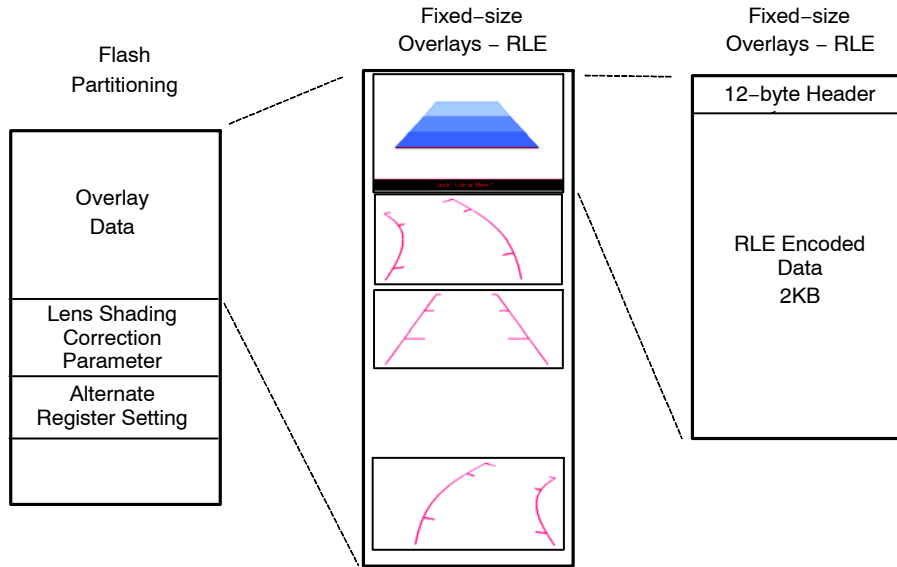 Flash
Partitioning
Overlay
Data
Lens Shading
Correction
Parameter
Alternate
Register Setting
Fixed−size
Overlays − RLE
Fixed−size
Overlays − RLE
12−byte Header
RLE Encoded
Data
2KB